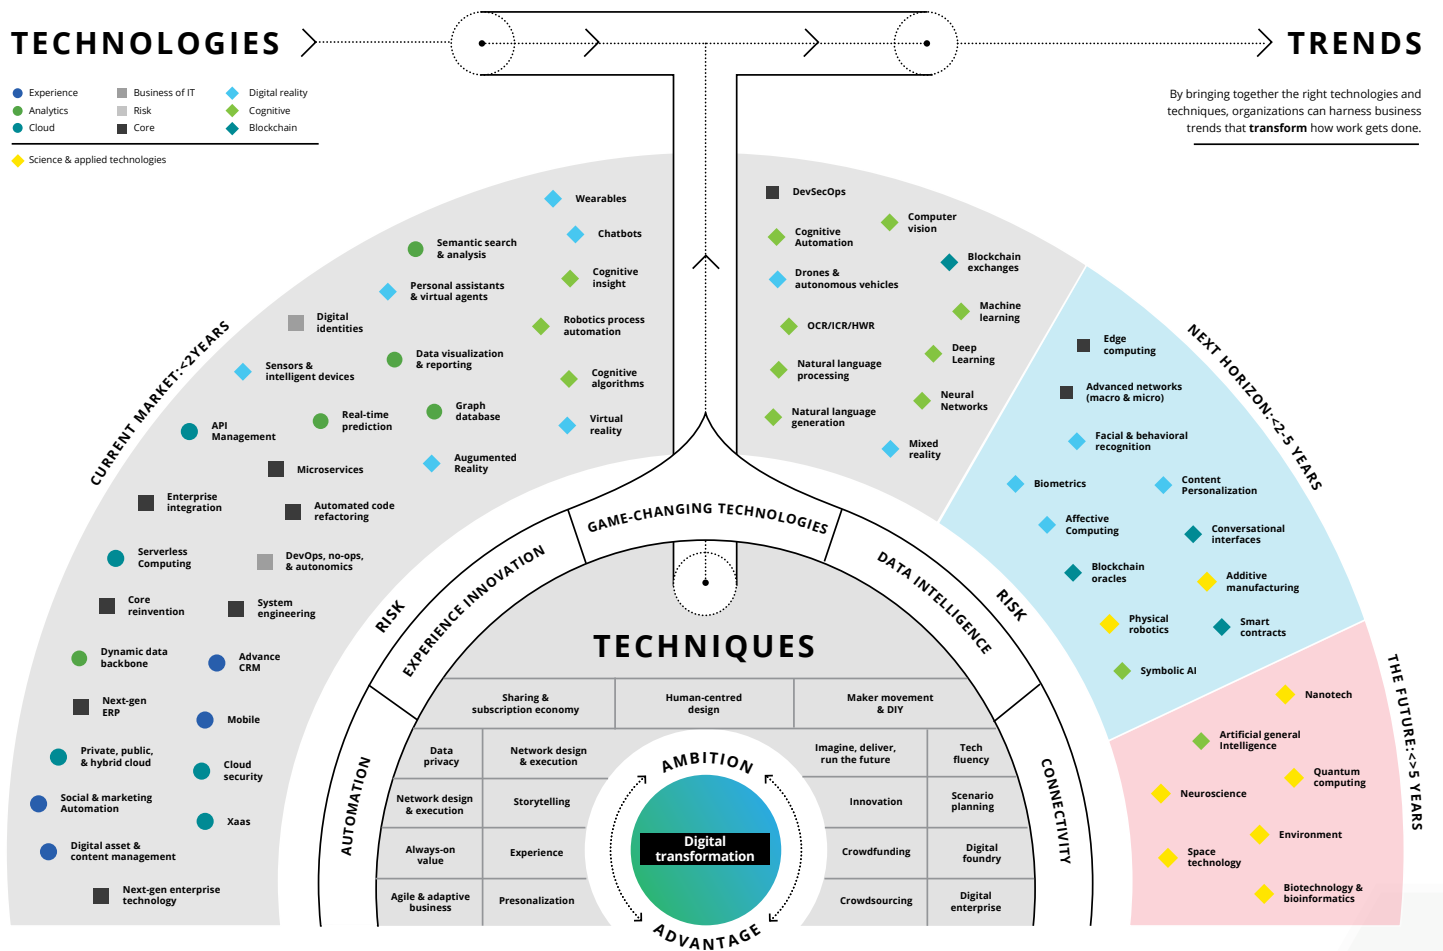 TECHNOLOGIES
TRENDS
Experience
Analytics
Cloud
Business of IT
Risk
Core
Digital reality
Cognitive
Blockchain
Science & applied technologies
By bringing together the right technologies and
techniques, organizations can harness business
trends that transform how work gets done.
CURRENT MARKET:<2YEARS
Wearables
Chatbots
Semantic search
& analysis
Cognitive
insight
Personal assistants
& virtual agents
Digital
identities
Robotics process
automation
Sensors &
intelligent devices
Data visualization
& reporting
Cognitive
algorithms
API
Management
Real-time
prediction
Graph
database
Virtual
reality
Microservices
Augmented
Reality
Enterprise
integration
Automated code
refactoring
Serverless
Computing
DevOps, no-ops,
& autonomics
Core
reinvention
System
engineering
Dynamic data
backbone
Advance
CRM
Next-gen
ERP
Mobile
Private, public,
& hybrid cloud
Cloud
security
Social & marketing
Automation
Xaas
Digital asset &
content management
Next-gen enterprise
technology
DevSecOps
Computer
vision
Cognitive
Automation
Blockchain
exchanges
Drones &
autonomous vehicles
Machine
learning
OCR/ICR/HWR
Deep
Learning
Natural language
processing
Neural
Networks
Natural language
generation
Mixed
reality
NEXT HORIZON:<2-5 YEARS
Edge
computing
Advanced networks
(macro & micro)
Facial & behavioral
recognition
Biometrics
Content
Personalization
Affective
Computing
Conversational
interfaces
Blockchain
oracles
Additive
manufacturing
Physical
robotics
Smart
contracts
Symbolic AI
THE FUTURE:<>5 YEARS
Nanotech
Artificial general
Intelligence
Quantum
computing
Neuroscience
Environment
Space
technology
Biotechnology &
bioinformatics
RISK
RISK
AUTOMATION
EXPERIENCE INNOVATION
GAME-CHANGING TECHNOLOGIES
DATA INTELLIGENCE
CONNECTIVITY
TECHNIQUES
Sharing &
subscription economy
Human-centred
design
Maker movement
& DIY
Data
privacy
Network design
& execution
Imagine, deliver,
run the future
Tech
fluency
Network design
& execution
Storytelling
Innovation
Scenario
planning
Always-on
value
Experience
Crowdfunding
Digital
foundry
Agile & adaptive
business
Presonalization
Crowdsourcing
Digital
enterprise
AMBITION
Digital
transformation
ADVANTAGE